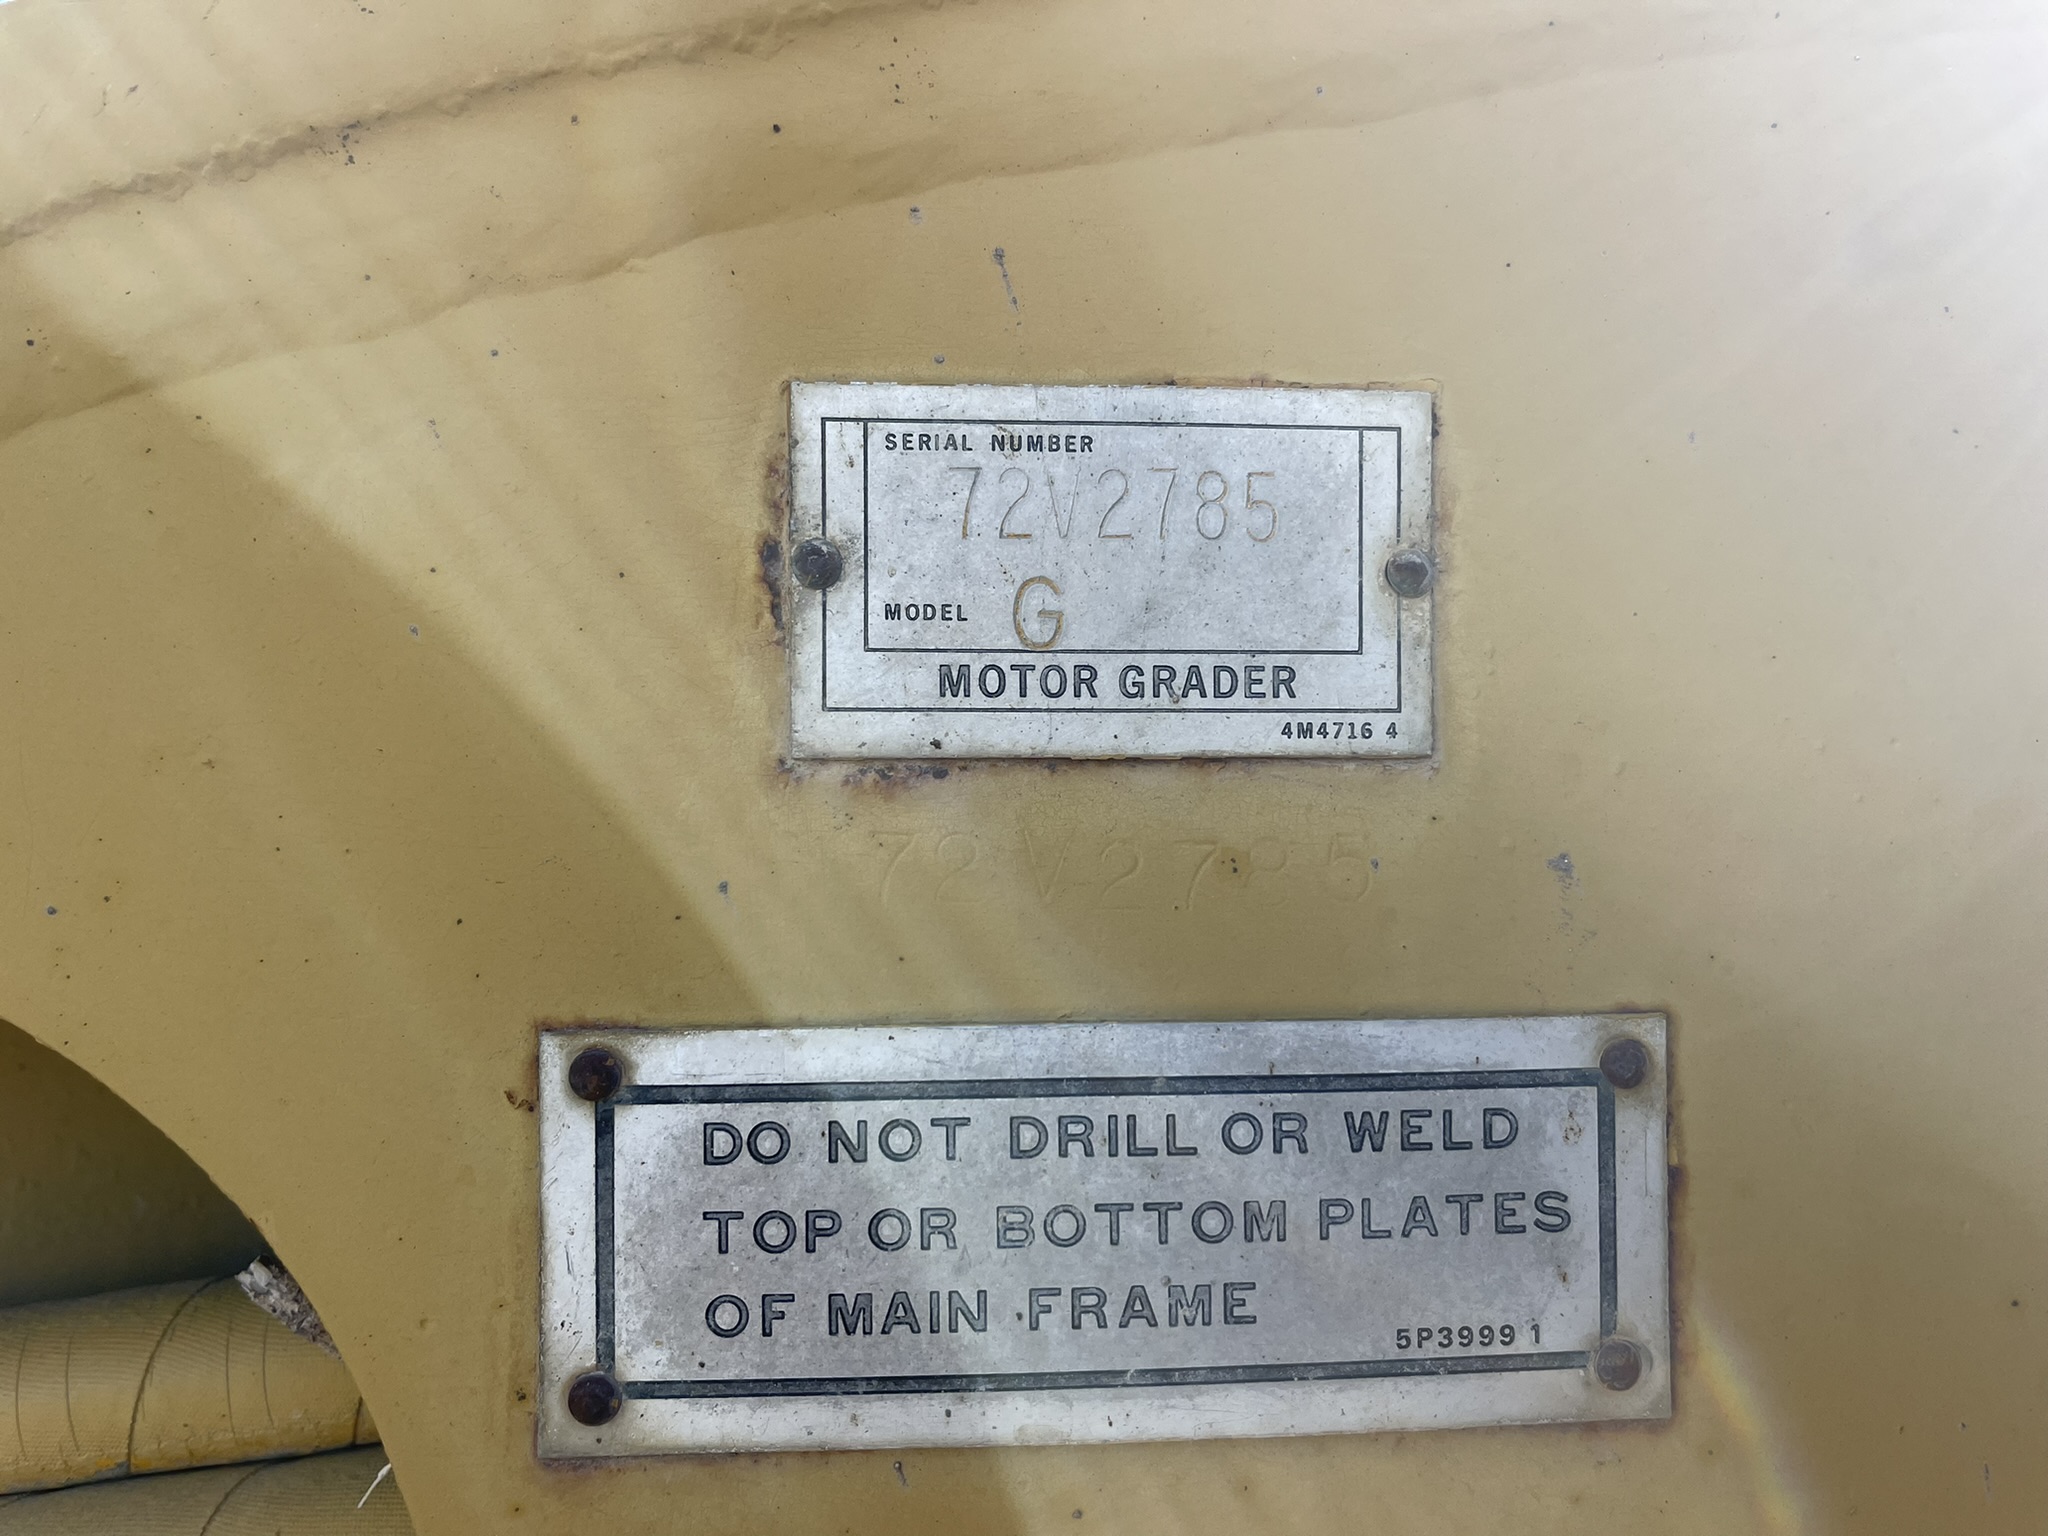 SERIAL NUMBER
72V2785
MODEL G
MOTOR GRADER
4M4716 4
72V2785
DO NOT DRILL OR WELD
TOP OR BOTTOM PLATES
OF MAIN FRAME
5P3999 1